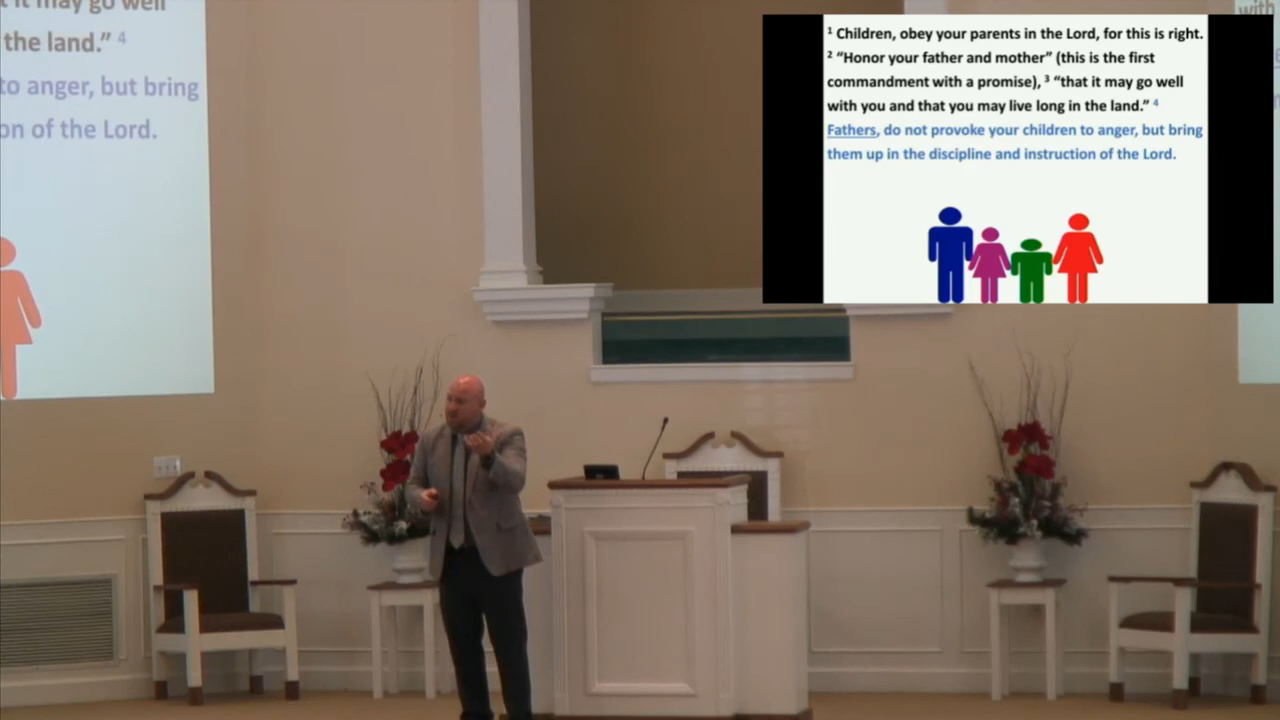 t it may go well
the land.” 4
to anger, but bring
on of the Lord.
1 Children, obey your parents in the Lord, for this is right.
2 “Honor your father and mother” (this is the first
commandment with a promise), 3 “that it may go well
with you and that you may live long in the land.” 4
Fathers, do not provoke your children to anger, but bring
them up in the discipline and instruction of the Lord.
with